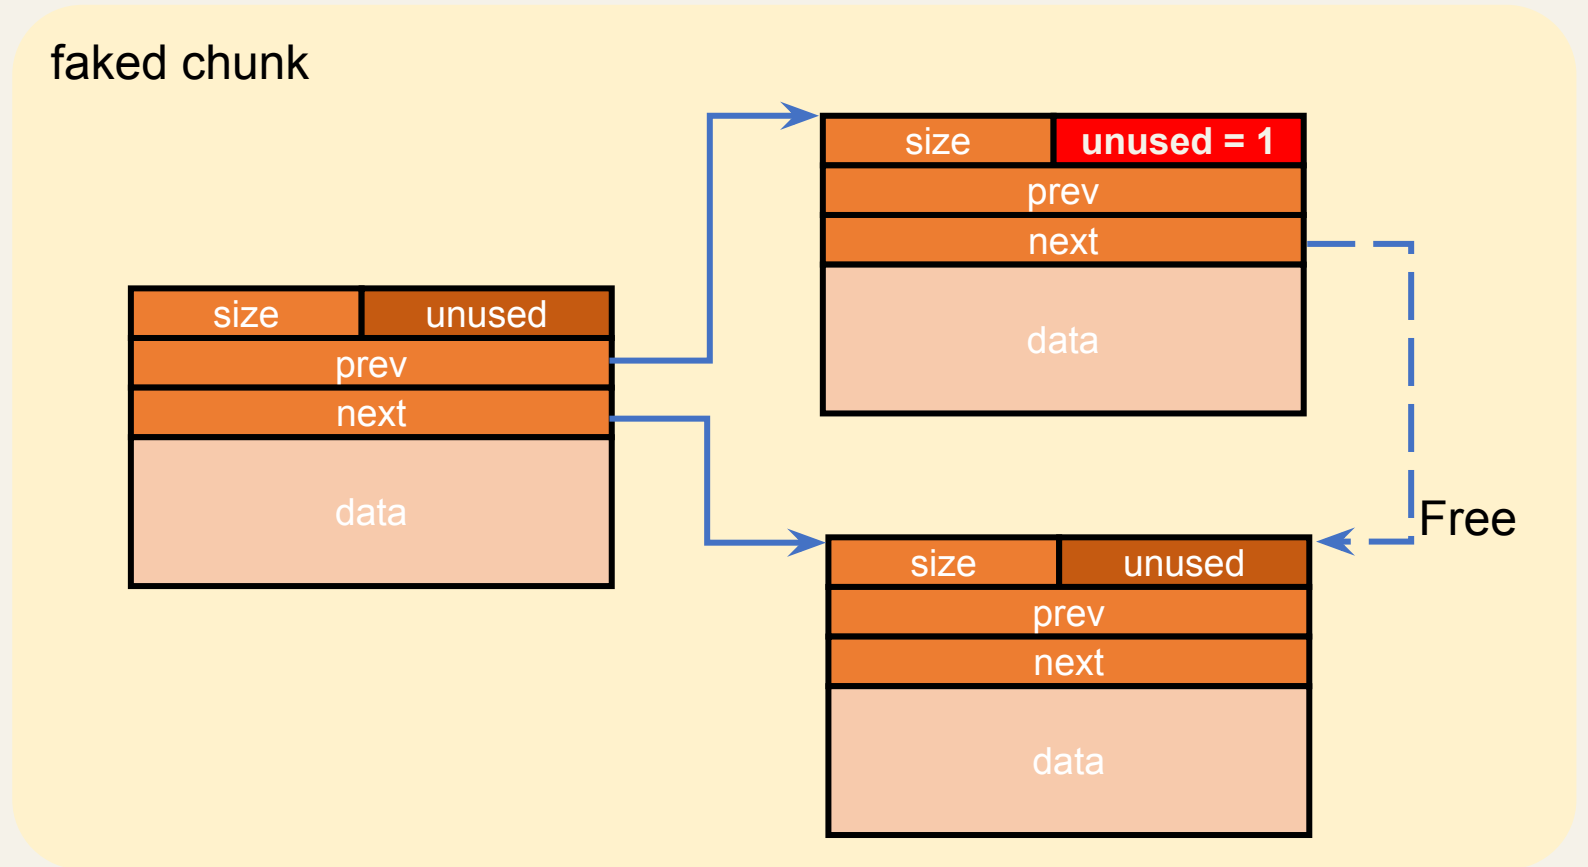 faked chunk
size unused = 1
prev
next
data
size unused
prev
next
data
Free
size unused
prev
next
data